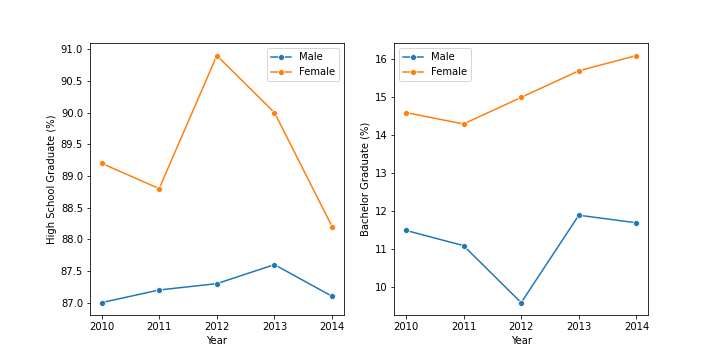 High School Graduate (%)
91.0
90.5
90.0
89.5
89.0
88.5
88.0
87.5
87.0
Male
Female
2010 2011 2012 2013 2014
Year
Bachelor Graduate (%)
16
15
14
13
12
11
10
Male
Female
2010 2011 2012 2013 2014
Year